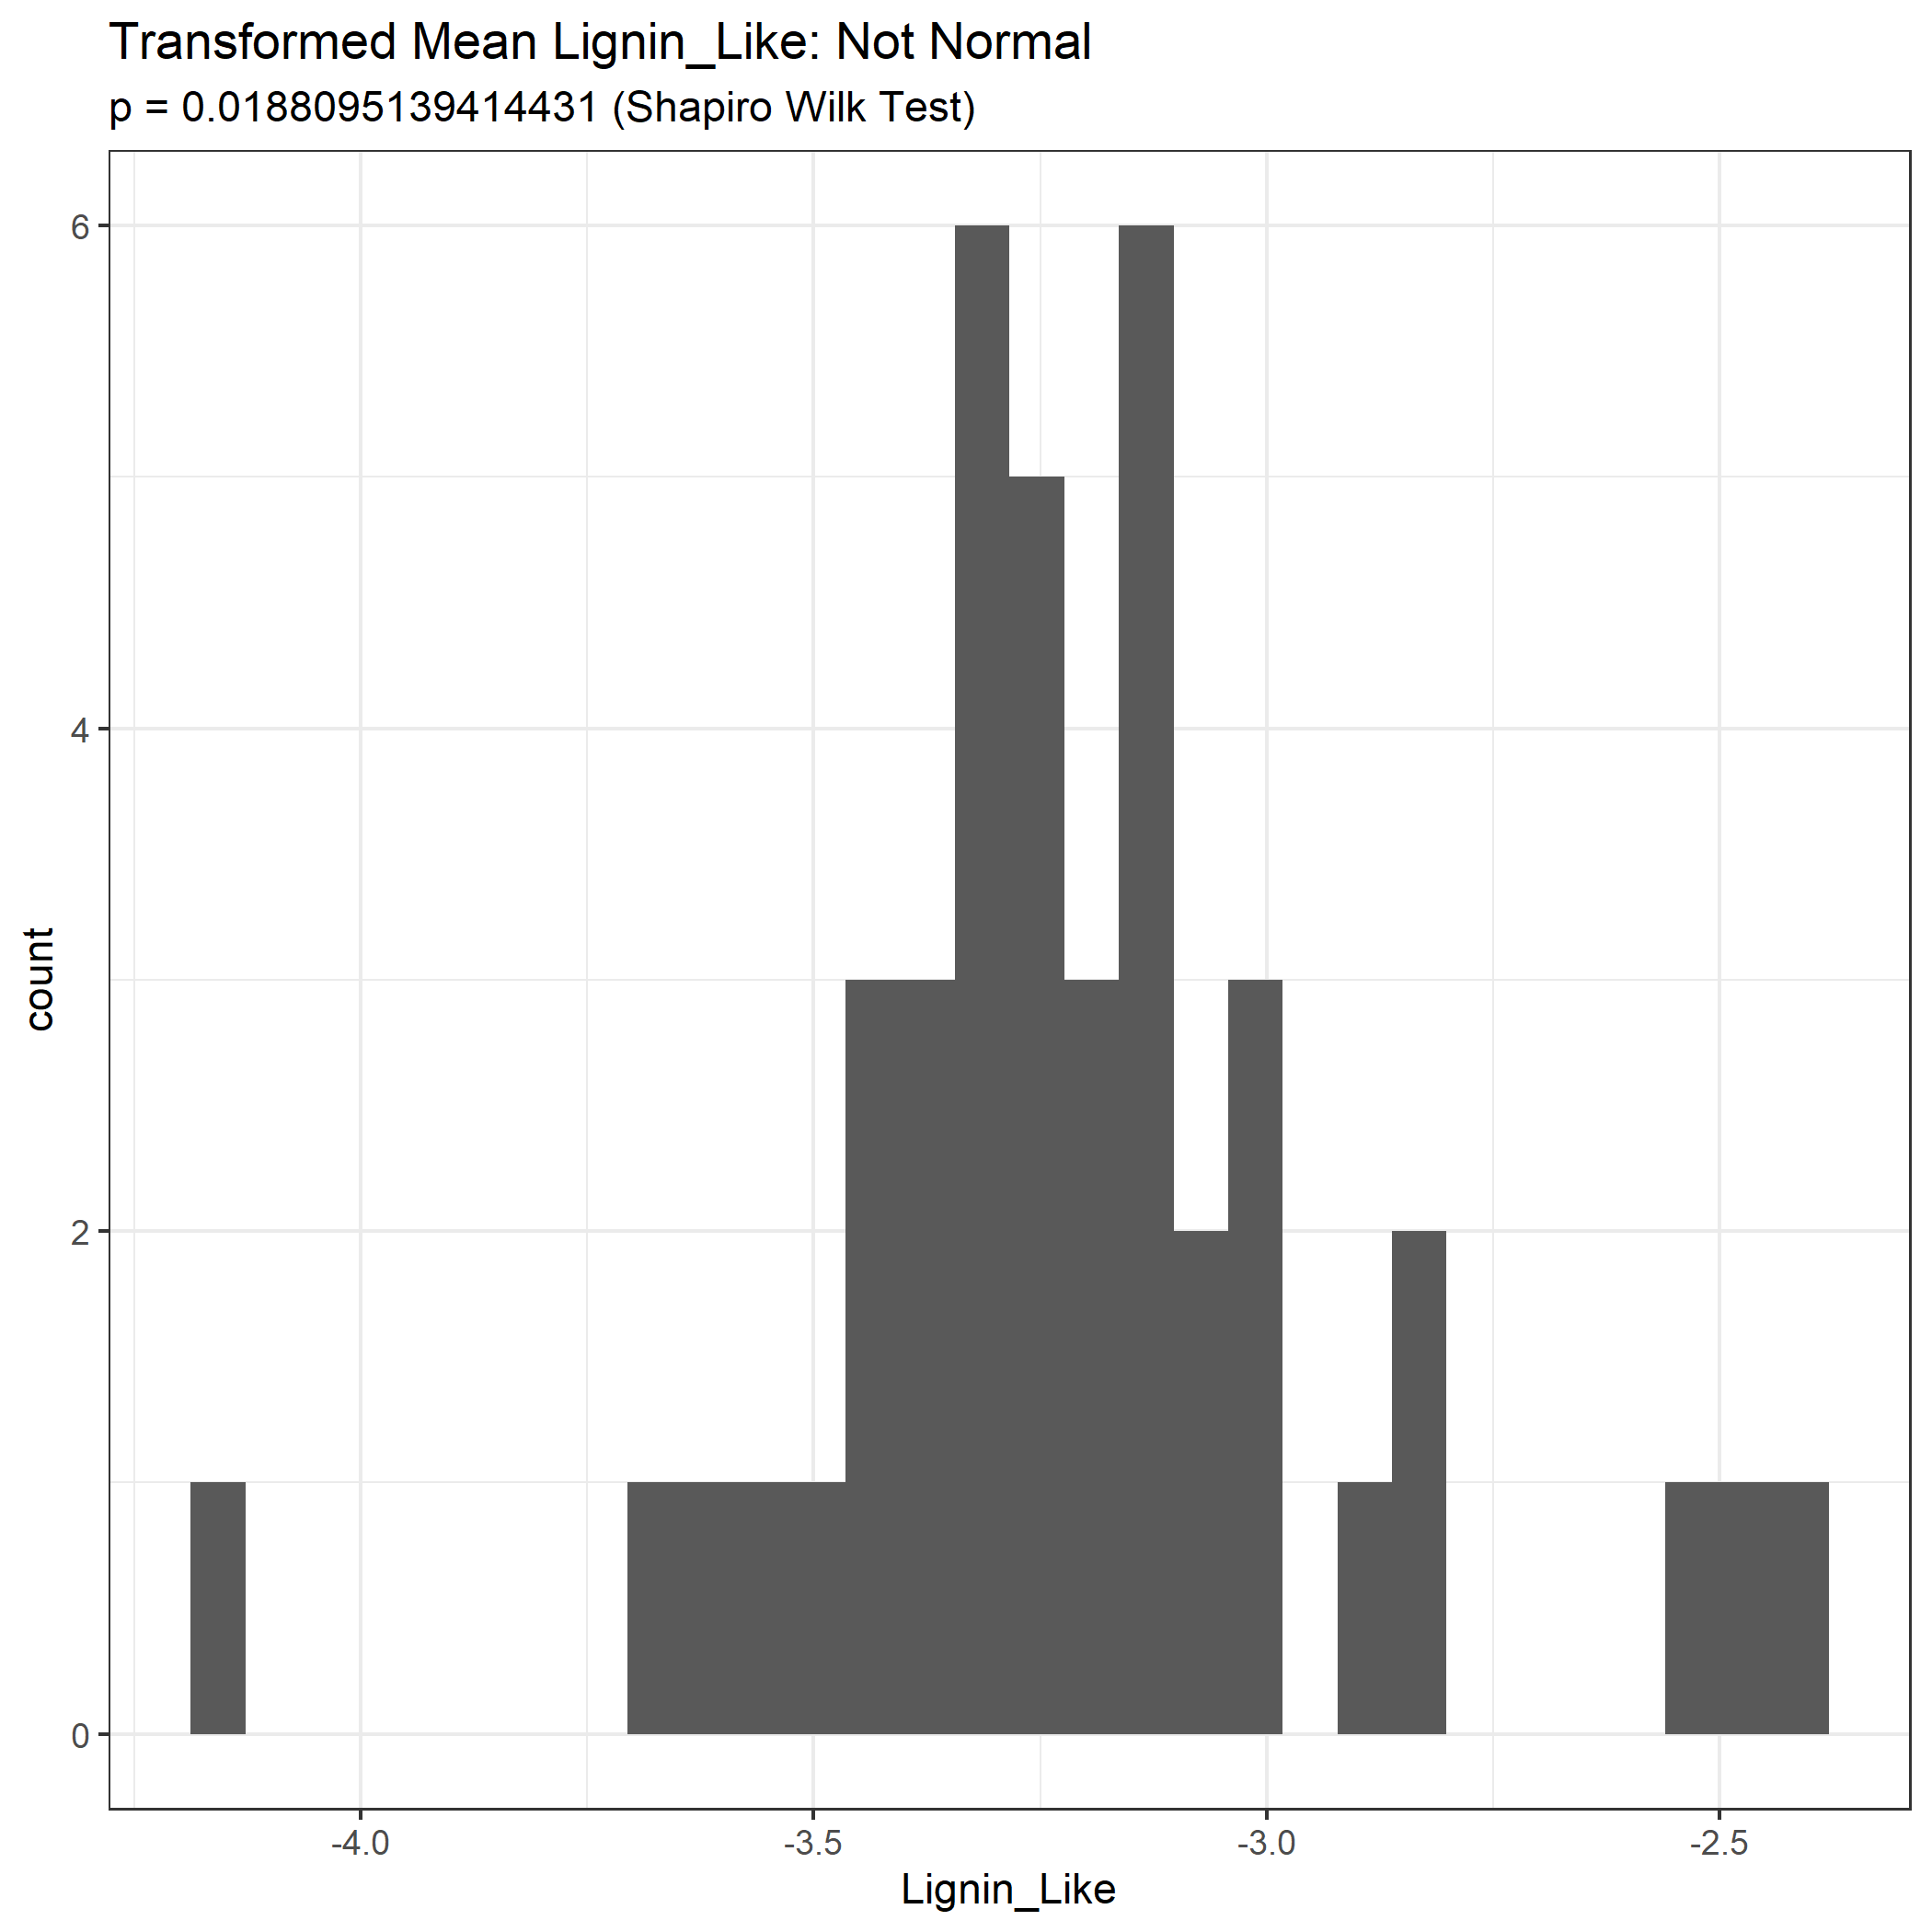 Transformed Mean Lignin_Like: Not Normal
p = 0.0188095139414431 (Shapiro Wilk Test)
6
4
2
0
count
-4.0
-3.5
-3.0
-2.5
Lignin_Like